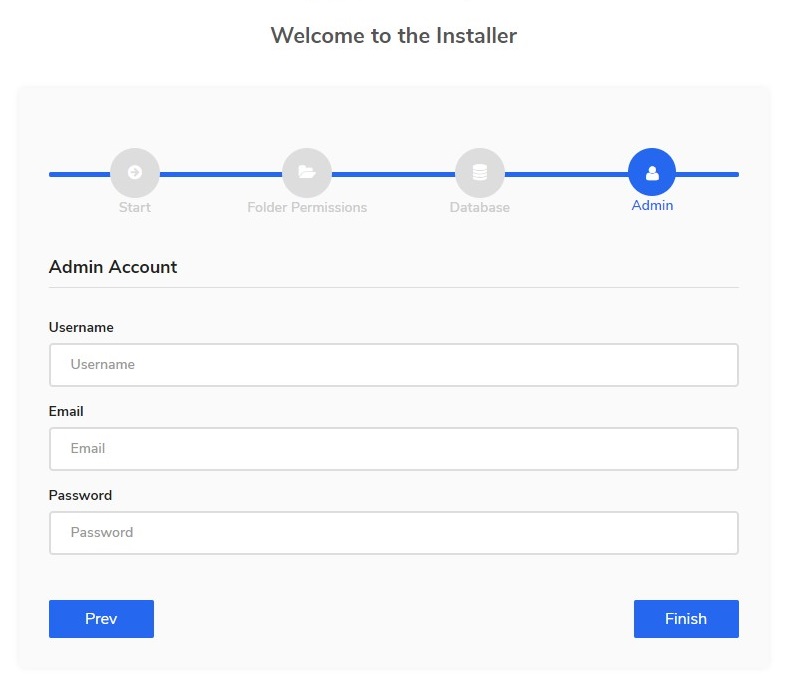 Welcome to the Installer
Start
Folder Permissions
Database
Admin
Admin Account
Username
Username
Email
Email
Password
Password
Prev
Finish